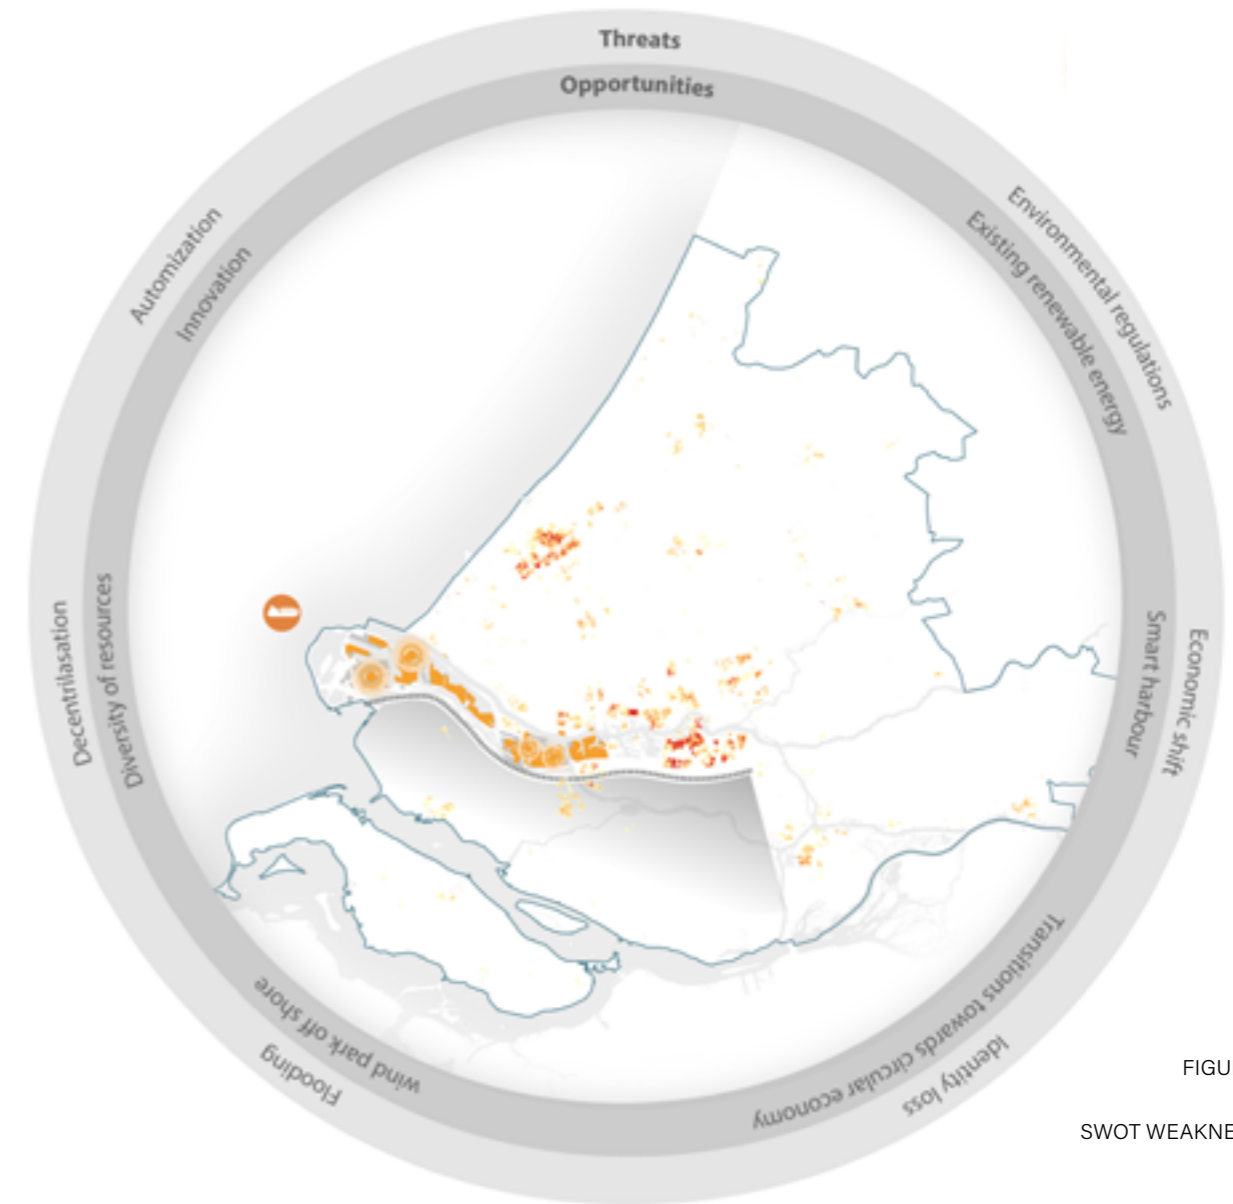 Threats
Opportunities
Environmental regulations
Existing renewable energy
Economic shift
Smart harbour
Transitions towards circular economy
Identity loss
wind park off shore
Flooding
Decentrilasation
Diversity of resources
Automization
Innovation
FIGU
SWOT WEAKNE